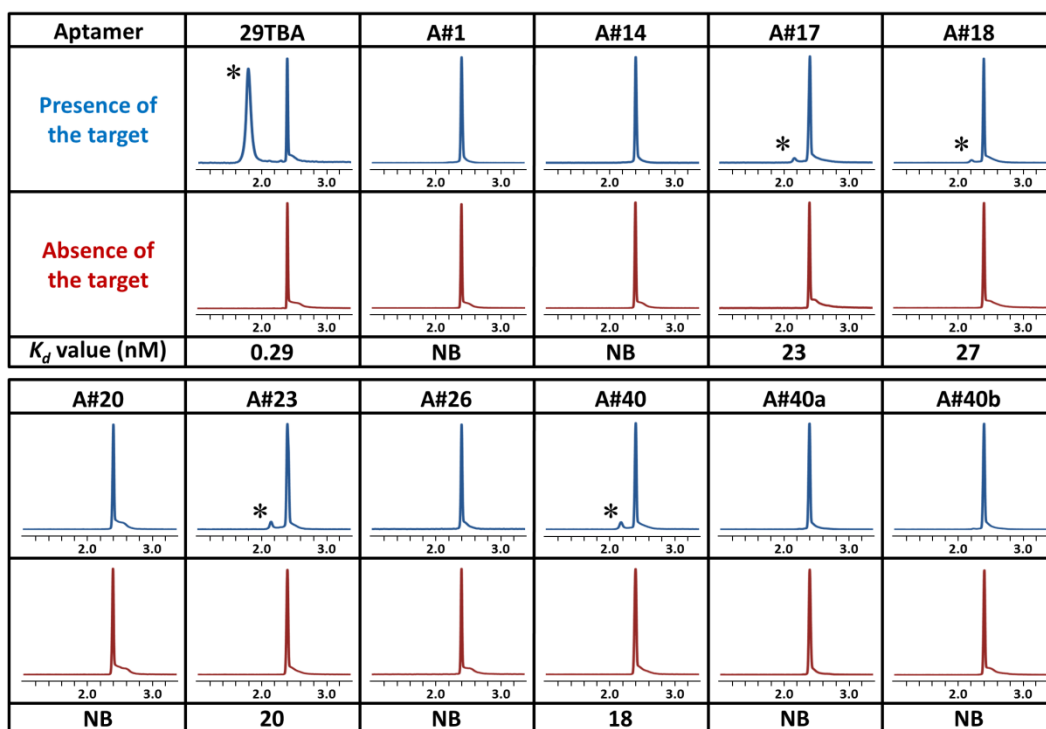 Aptamer 29TBA A#1 A#14 A#17 A#18
Presence of
the target
* * *
2.0 3.0 2.0 3.0 2.0 3.0 2.0 3.0 2.0 3.0
Absence of
the target
2.0 3.0 2.0 3.0 2.0 3.0 2.0 3.0 2.0 3.0
Kd value (nM) 0.29 NB NB 23 27
A#20 A#23 A#26 A#40 A#40a A#40b
* *
2.0 3.0 2.0 3.0 2.0 3.0 2.0 3.0 2.0 3.0 2.0 3.0
2.0 3.0 2.0 3.0 2.0 3.0 2.0 3.0 2.0 3.0 2.0 3.0
NB 20 NB 18 NB NB